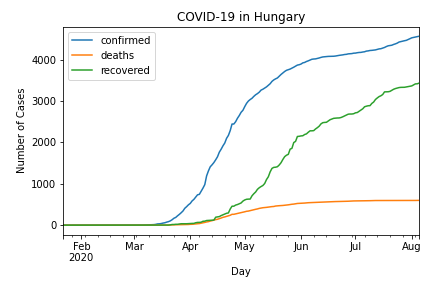 COVID-19 in Hungary
confirmed
deaths
recovered
Number of Cases
4000
3000
2000
1000
0
Feb Mar Apr May Jun Jul Aug
2020
Day